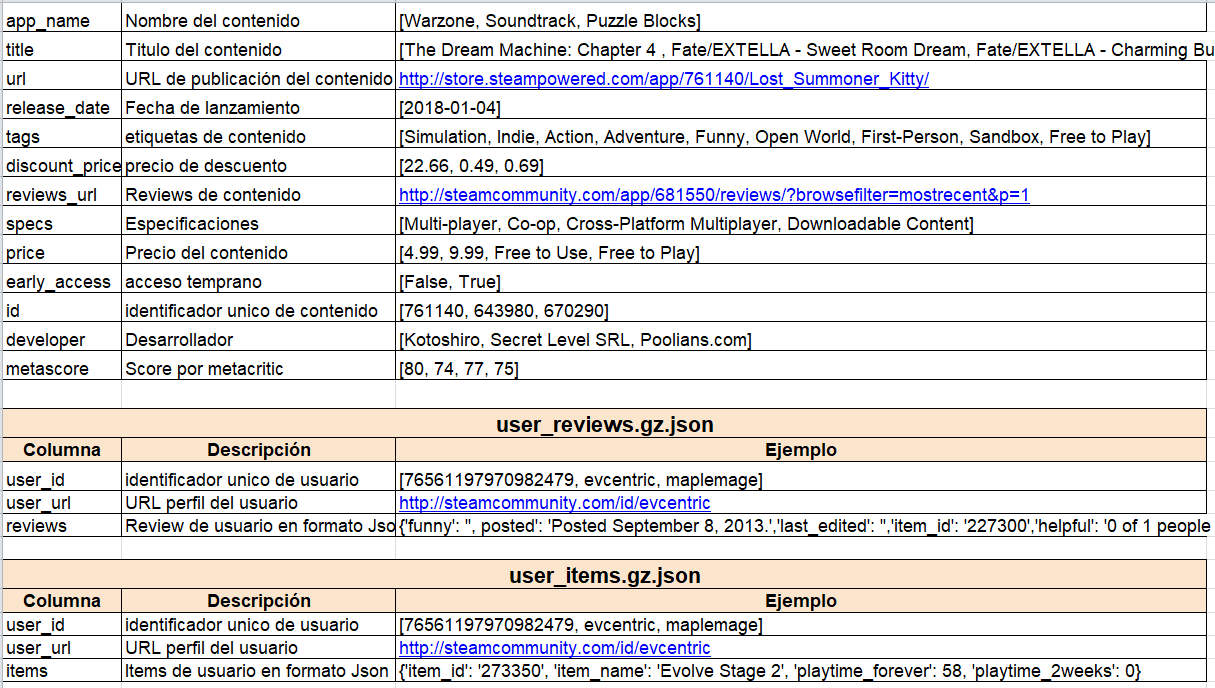 app_name Nombre del contenido [Warzone, Soundtrack, Puzzle Blocks]
title Titulo del contenido [The Dream Machine: Chapter 4 , Fate/EXTELLA - Sweet Room Dream, Fate/EXTELLA - Charming Bu
url URL de publicación del contenido http://store.steampowered.com/app/761140/Lost_Summoner_Kitty/
release_date Fecha de lanzamiento [2018-01-04]
tags etiquetas de contenido [Simulation, Indie, Action, Adventure, Funny, Open World, First-Person, Sandbox, Free to Play]
discount_price precio de descuento [22.66, 0.49, 0.69]
reviews_url Reviews de contenido http://steamcommunity.com/app/681550/reviews/?browsefilter=mostrecent&p=1
specs Especificaciones [Multi-player, Co-op, Cross-Platform Multiplayer, Downloadable Content]
price Precio del contenido [4.99, 9.99, Free to Use, Free to Play]
early_access acceso temprano [False, True]
id identificador unico de contenido [761140, 643980, 670290]
developer Desarrollador [Kotoshiro, Secret Level SRL, Poolians.com]
metascore Score por metacritic [80, 74, 77, 75]
user_reviews.gz.json
Columna Descripción Ejemplo
user_id identificador unico de usuario [76561197970982479, evcentric, maplemage]
user_url URL perfil del usuario http://steamcommunity.com/id/evcentric
reviews Review de usuario en formato Jso {'funny': '', posted': 'Posted September 8, 2013.','last_edited': '','item_id': '227300','helpful': '0 of 1 people
user_items.gz.json
Columna Descripción Ejemplo
user_id identificador unico de usuario [76561197970982479, evcentric, maplemage]
user_url URL perfil del usuario http://steamcommunity.com/id/evcentric
items Items de usuario en formato Json {'item_id': '273350', 'item_name': 'Evolve Stage 2', 'playtime_forever': 58, 'playtime_2weeks': 0}